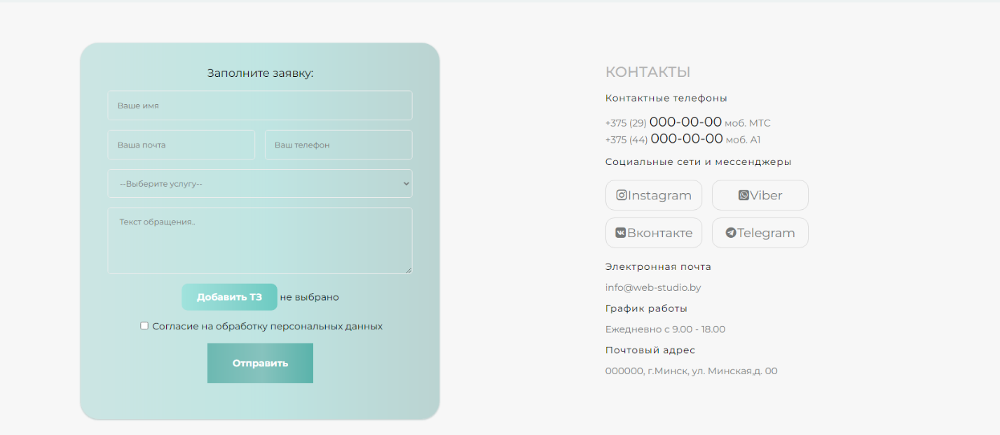 Заполните заявку:
Ваше имя
Ваша почта
Ваш телефон
--Выберите услугу--
Текст обращения..
Добавить ТЗ не выбрано
Согласие на обработку персональных данных
Отправить
КОНТАКТЫ
Контактные телефоны
+375 (29) 000-00-00 моб. МТС
+375 (44) 000-00-00 моб. А1
Социальные сети и мессенджеры
Instagram
Viber
Вконтакте
Telegram
Электронная почта
info@web-studio.by
График работы
Ежедневно с 9.00 - 18.00
Почтовый адрес
000000, г.Минск, ул. Минская,д. 00